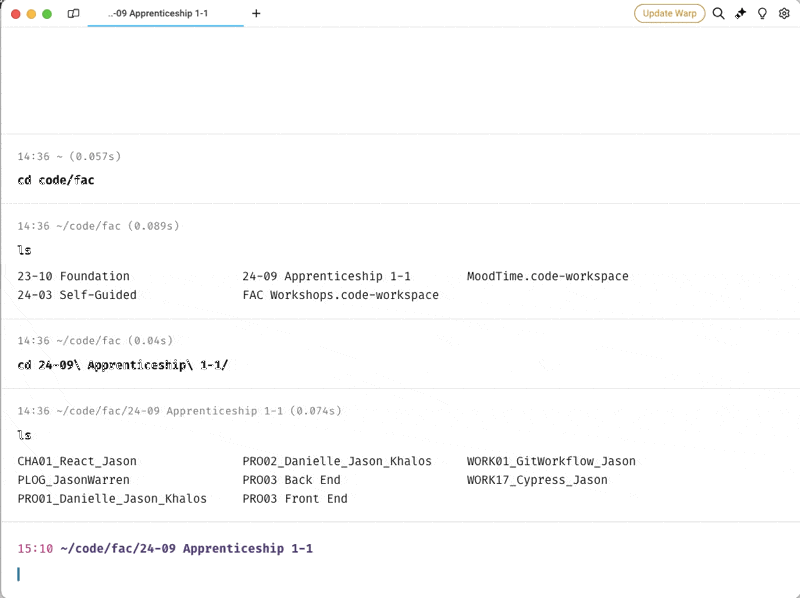 ..-09 Apprenticeship 1-1
Update Warp
14:36 ~ (0.057s)
cd code/fac
14:36 ~/code/fac (0.089s)
ls
23-10 Foundation 24-09 Apprenticeship 1-1 MoodTime.code-workspace
24-03 Self-Guided FAC Workshops.code-workspace
14:36 ~/code/fac (0.04s)
cd 24-09\ Apprenticeship\ 1-1/
14:36 ~/code/fac/24-09 Apprenticeship 1-1 (0.074s)
ls
CHA01_React_Jason PRO02_Danielle_Jason_Khalos WORK01_GitWorkflow_Jason
PLOG_JasonWarren PRO03 Back End WORK17_Cypress_Jason
PRO01_Danielle_Jason_Khalos PRO03 Front End
15:10 ~/code/fac/24-09 Apprenticeship 1-1